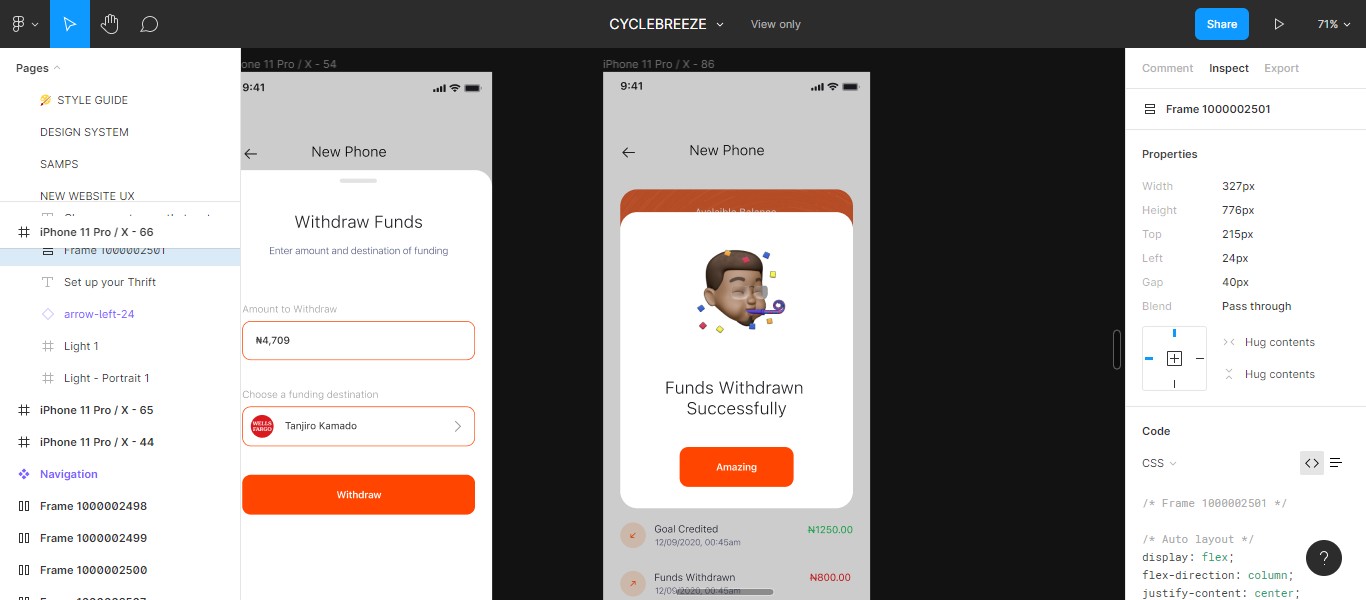 CYCLEBREEZE
View only
Share
71%
Pages
STYLE GUIDE
DESIGN SYSTEM
SAMPS
NEW WEBSITE UX
iPhone 11 Pro / X - 66
Frame 1000002501
Set up your Thrift
arrow-left-24
Light 1
Light - Portrait 1
iPhone 11 Pro / X - 65
iPhone 11 Pro / X - 44
Navigation
Frame 1000002498
Frame 1000002499
Frame 1000002500
one 11 Pro / X - 54
9:41
New Phone
Withdraw Funds
Enter amount and destination of funding
Amount to Withdraw
₦4,709
Choose a funding destination
WELLS
FARGO
Tanjiro Kamado
Withdraw
iPhone 11 Pro / X - 86
9:41
New Phone
Funds Withdrawn
Successfully
Amazing
Goal Credited
₦1250.00
12/09/2020, 00:45am
Funds Withdrawn
₦800.00
12/09/2020, 00:45am
Comment
Inspect
Export
Frame 1000002501
Properties
Width 327px
Height 776px
Top 215px
Left 24px
Gap 40px
Blend Pass through
Hug contents
Hug contents
Code
CSS
/* Frame 1000002501 */
/* Auto layout */
display: flex;
flex-direction: column;
justify-content: center;
?